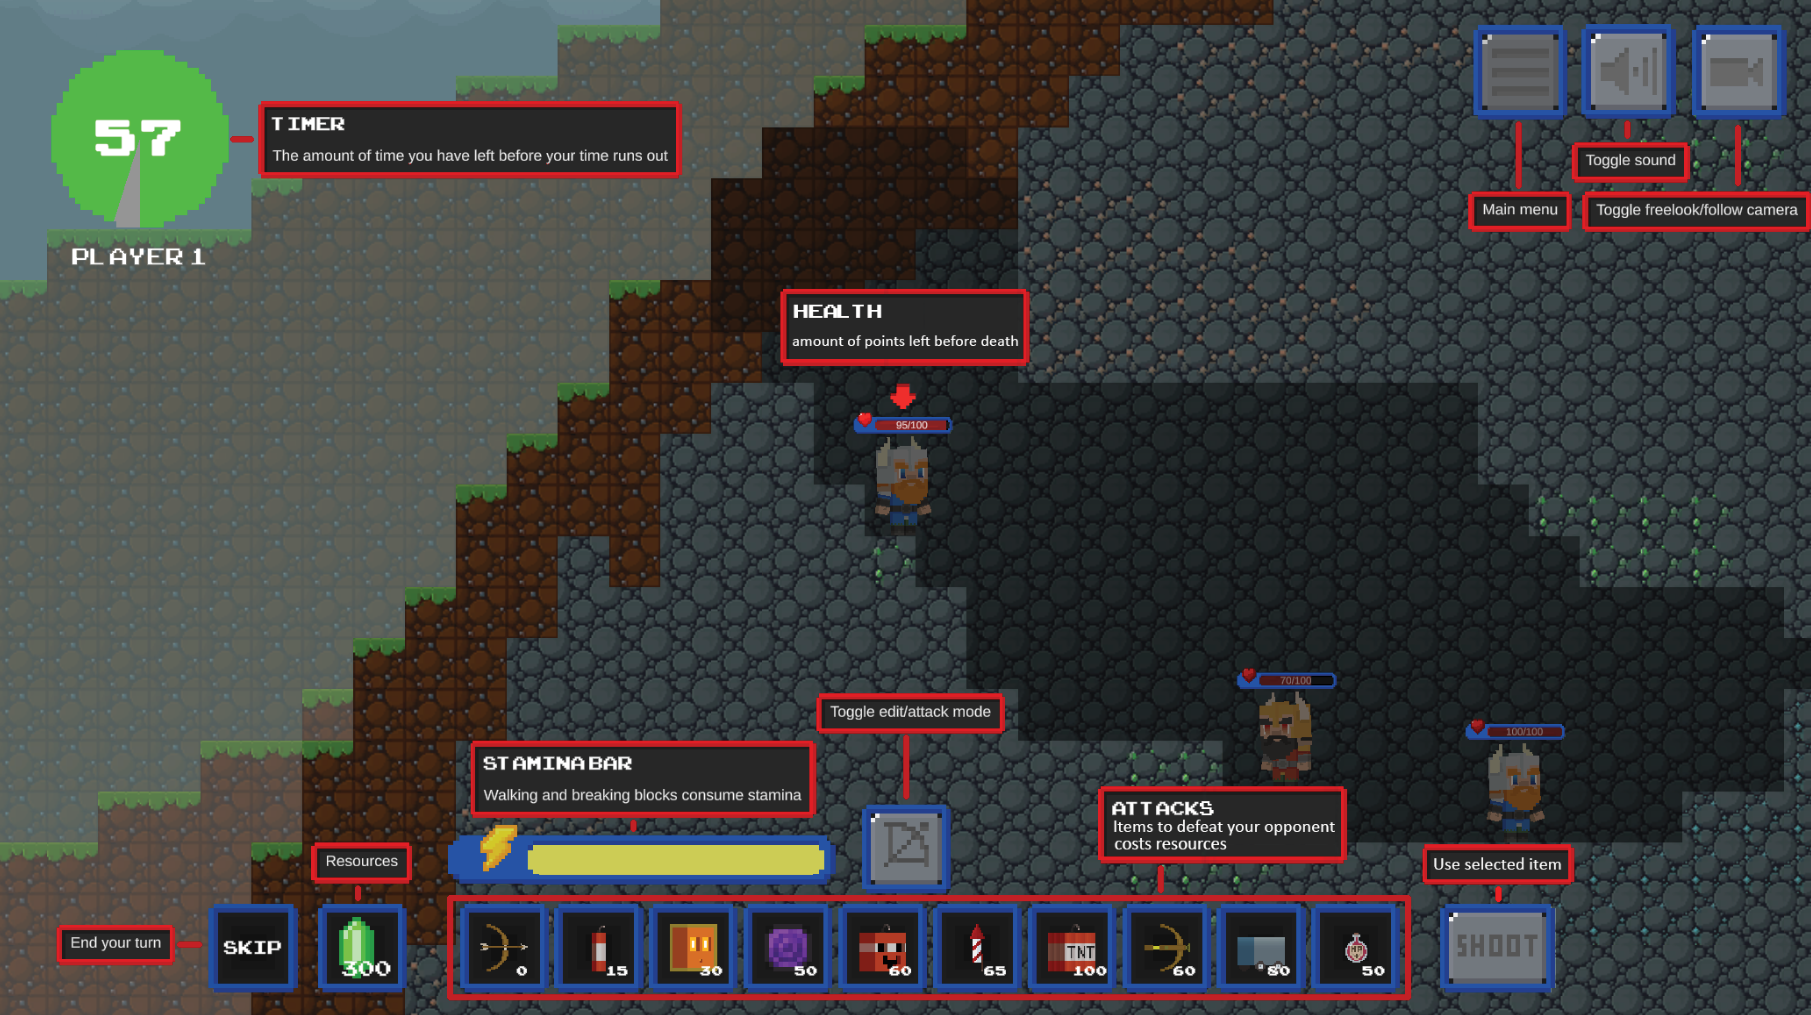 57
PLAYER 1
TIMER
The amount of time you have left before your time runs out
Toggle sound
Main menu
Toggle freelook/follow camera
HEALTH
amount of points left before death
95/100
70/100
100/100
Toggle edit/attack mode
STAMINA BAR
Walking and breaking blocks consume stamina
ATTACKS
Items to defeat your opponent
costs resources
Resources
Use selected item
End your turn
SKIP
300
0
15
30
50
60
65
TNT
100
60
80
HP
50
SHOOT